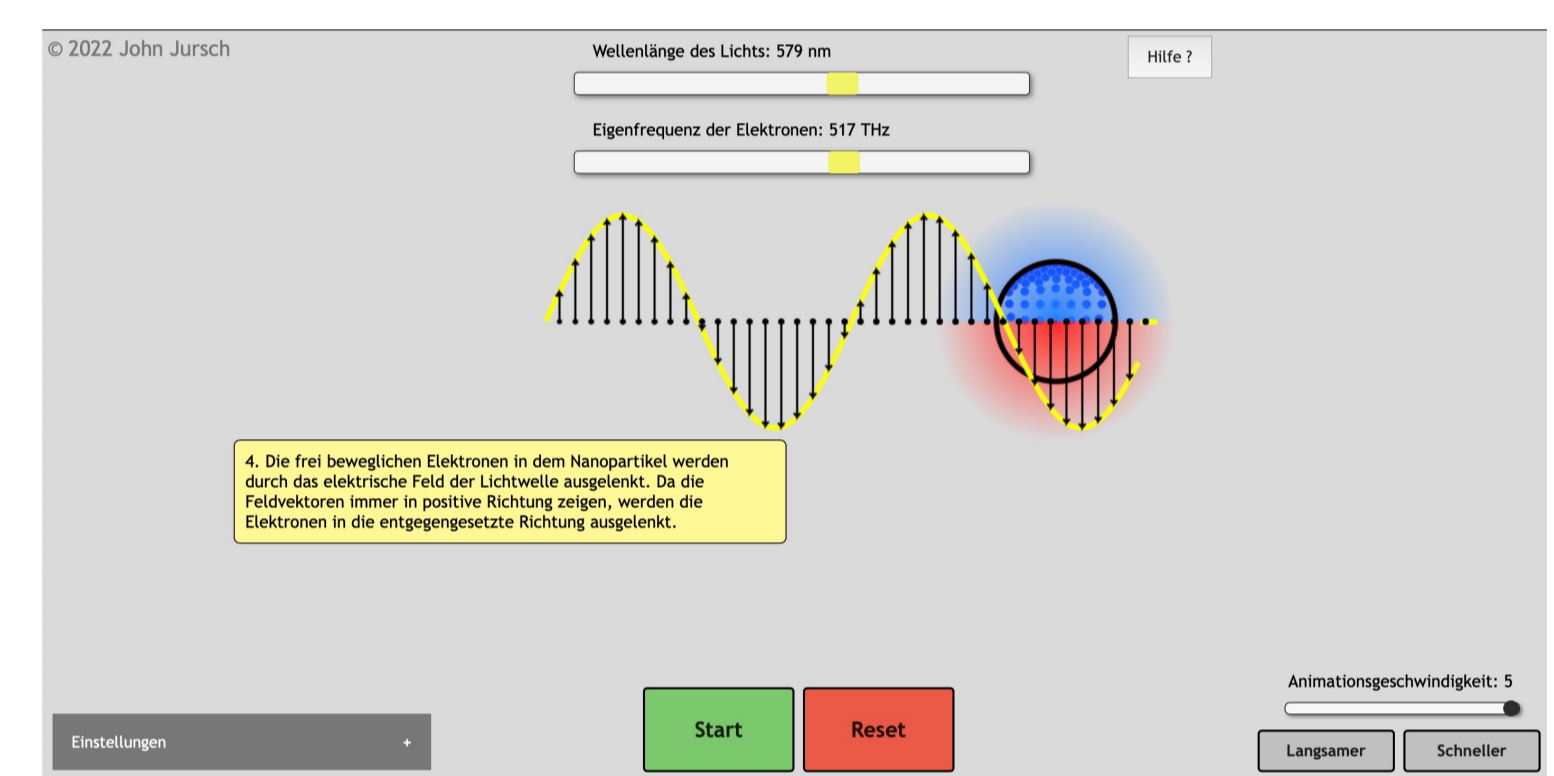 © 2022 John Jursch
Wellenlänge des Lichts: 579 nm
Hilfe ?
Eigenfrequenz der Elektronen: 517 THz
4. Die frei beweglichen Elektronen in dem Nanopartikel werden
durch das elektrische Feld der Lichtwelle ausgelenkt. Da die
Feldvektoren immer in positive Richtung zeigen, werden die
Elektronen in die entgegengesetzte Richtung ausgelenkt.
Animationsgeschwindigkeit: 5
Start
Reset
Einstellungen +
Langsamer
Schneller